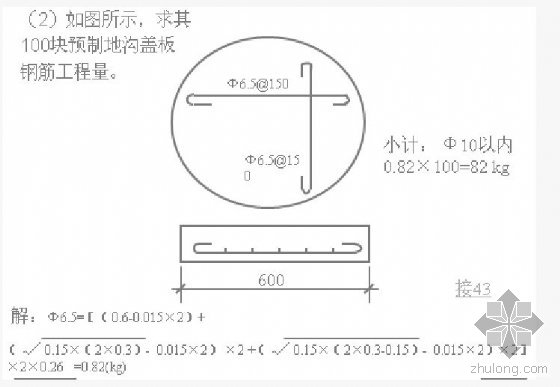 （2）如图所示，求其
100块预制地沟盖板
钢筋工程量。
Φ6.5@150
Φ6.5@15
0
小计： Φ10以内
0.82×100=82 kg
600
接43
解：Φ6.5=［（0.6-0.015×2）+
（√0.15×（2×0.3）- 0.015×2）×2+（√0.15×（2×0.3-0.15）- 0.015×2）×2］
×2×0.26 =0.82(kg)
zhulong.com